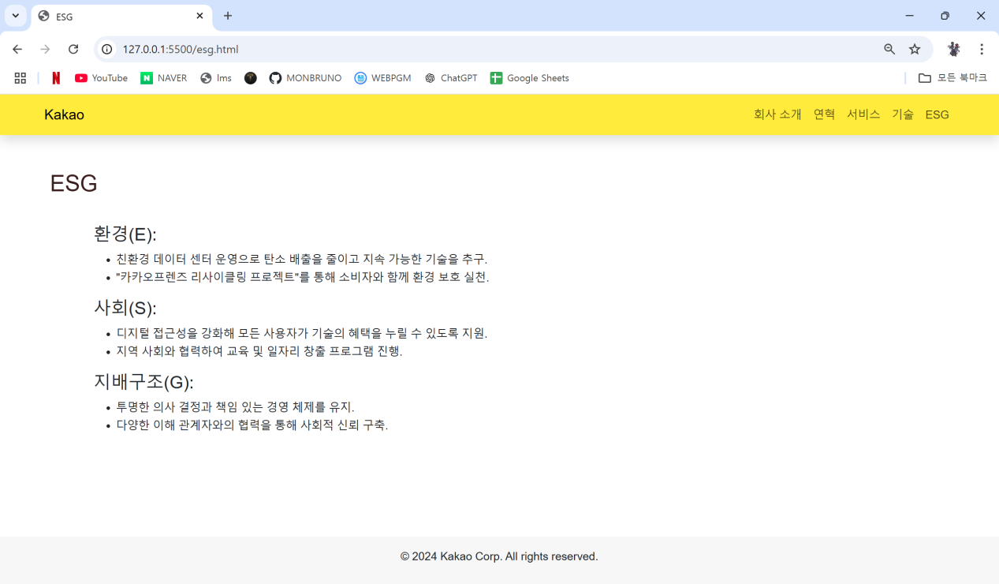 ESG
127.0.0.1:5500/esg.html
YouTube NAVER lms MONBRUNO WEBPGM ChatGPT Google Sheets 모든 북마크
Kakao 회사 소개 연혁 서비스 기술 ESG
ESG
환경(E):
친환경 데이터 센터 운영으로 탄소 배출을 줄이고 지속 가능한 기술을 추구.
"카카오프렌즈 리사이클링 프로젝트"를 통해 소비자와 함께 환경 보호 실천.
사회(S):
디지털 접근성을 강화해 모든 사용자가 기술의 혜택을 누릴 수 있도록 지원.
지역 사회와 협력하여 교육 및 일자리 창출 프로그램 진행.
지배구조(G):
투명한 의사 결정과 책임 있는 경영 체제를 유지.
다양한 이해 관계자와의 협력을 통해 사회적 신뢰 구축.
© 2024 Kakao Corp. All rights reserved.